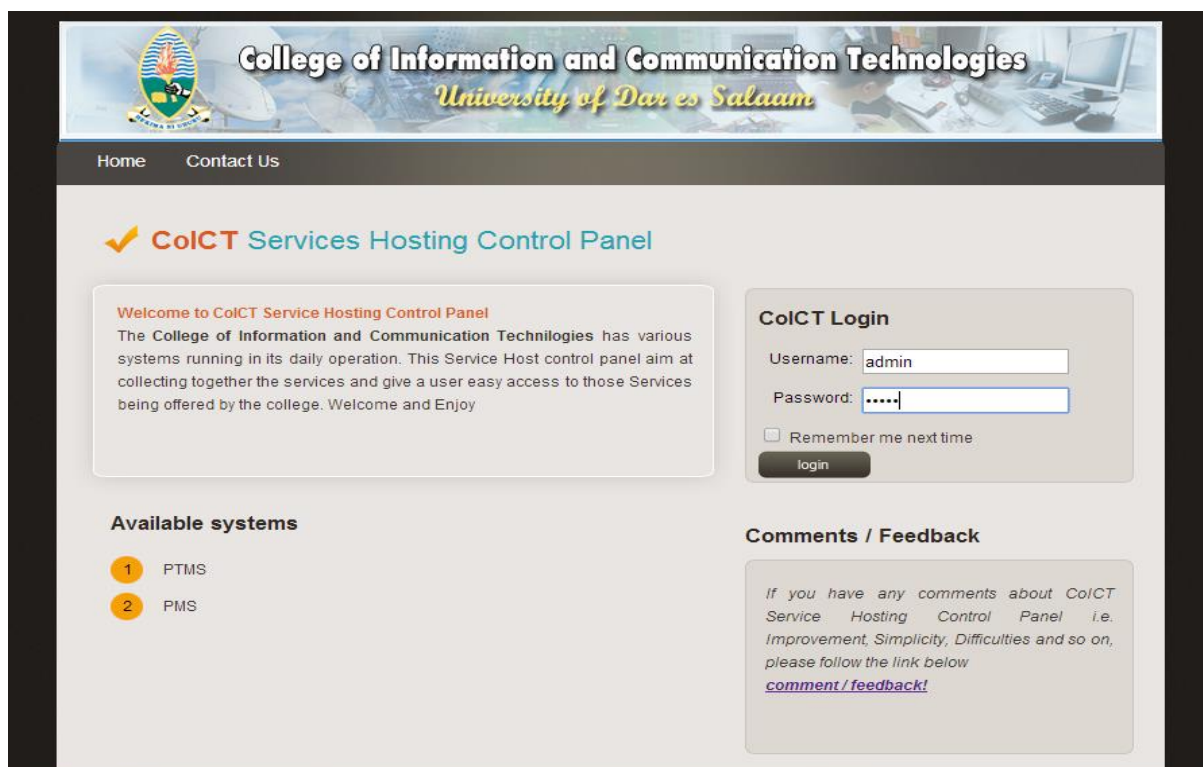 College of Information and Communication Technologies
University of Dar es Salaam
HEKIMA NI UHURU
Home Contact Us
CoICT Services Hosting Control Panel
Welcome to CoICT Service Hosting Control Panel
The College of Information and Communication Technilogies has various
systems running in its daily operation. This Service Host control panel aim at
collecting together the services and give a user easy access to those Services
being offered by the college. Welcome and Enjoy
Available systems
1 PTMS
2 PMS
CoICT Login
Username: admin
Password: •••••
Remember me next time
login
Comments / Feedback
If you have any comments about CoICT
Service Hosting Control Panel i.e.
Improvement, Simplicity, Difficulties and so on,
please follow the link below
comment / feedback!